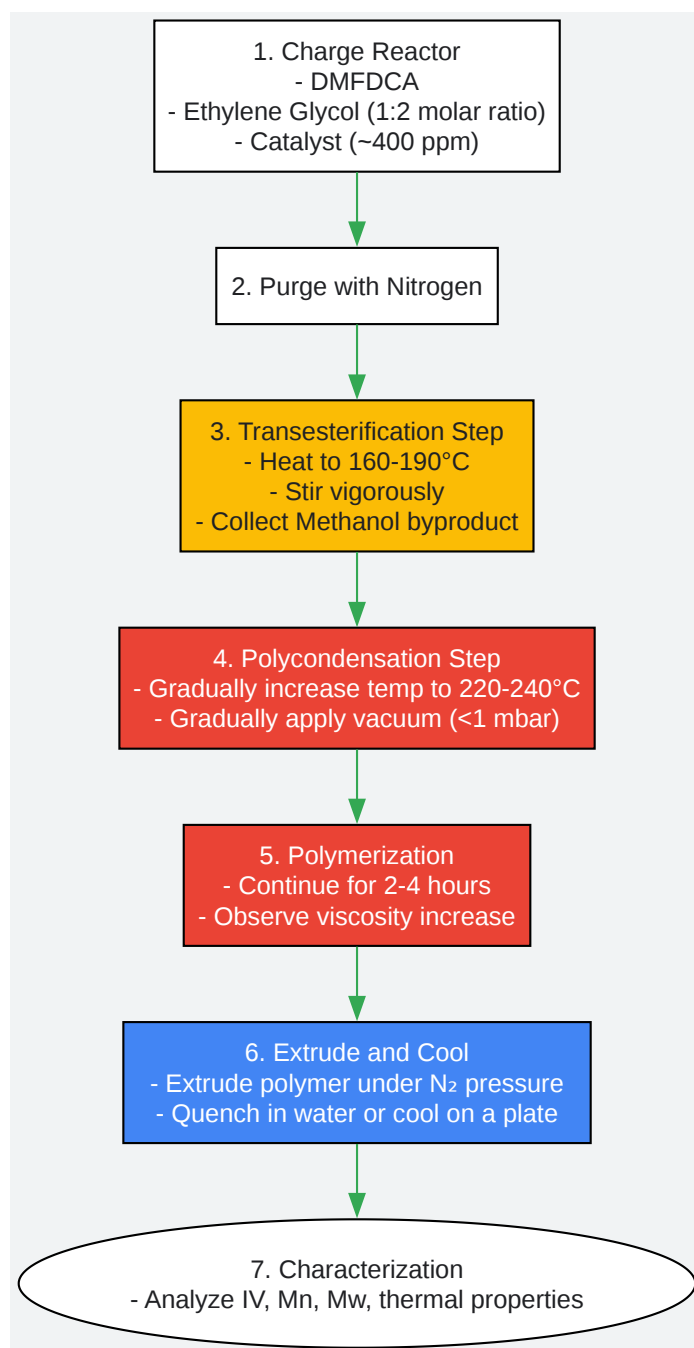 1. Charge Reactor
- DMFDCA
- Ethylene Glycol (1:2 molar ratio)
- Catalyst (~400 ppm)
2. Purge with Nitrogen
3. Transesterification Step
- Heat to 160-190°C
- Stir vigorously
- Collect Methanol byproduct
4. Polycondensation Step
- Gradually increase temp to 220-240°C
- Gradually apply vacuum (<1 mbar)
5. Polymerization
- Continue for 2-4 hours
- Observe viscosity increase
6. Extrude and Cool
- Extrude polymer under N₂ pressure
- Quench in water or cool on a plate
7. Characterization
- Analyze IV, Mn, Mw, thermal properties